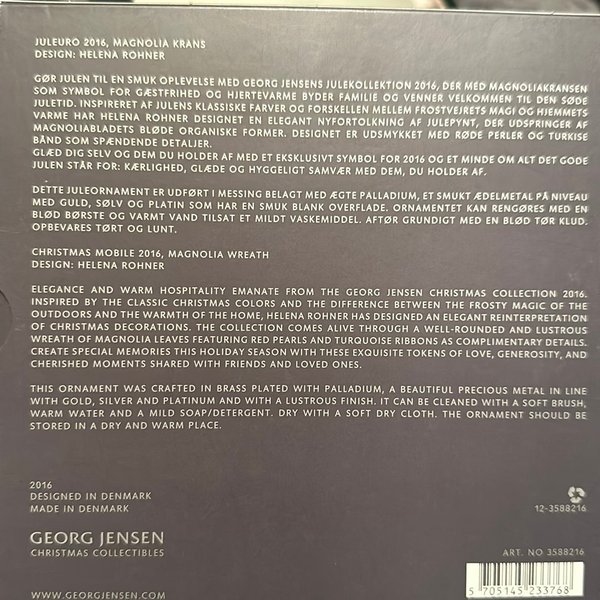 JULEURO 2016, MAGNOLIA KRANS
DESIGN: HELENA ROHNER
GØR JULEN TIL EN SMUK OPLEVELSE MED GEORG JENSENS JULEKOLLEKTION 2016, DER MED MAGNOLIAKRANSEN
SOM SYMBOL FOR GÆSTFRIHED OG HJERTEVARME BYDER FAMILIE OG VENNER VELKOMMEN TIL DEN SØDE
JULETID. INSPIRERET AF JULENS KLASSISKE FARVER OG FORSKELLEN MELLEM FROSTVEJRETS MAGI OG HJEMMETS
VARME HAR HELENA ROHNER DESIGNET EN ELEGANT NYFORTOLKNING AF JULEPYNT, DER UDSPRINGER AF
MAGNOLIABLADETS BLØDE ORGANISKE FORMER. DESIGNET ER UDSMYKKET MED RØDE PERLER OG TURKISE
BÅND SOM SPÆNDENDE DETALJER.
GLÆD DIG SELV OG DEM DU HOLDER AF MED ET EKSKLUSIVT SYMBOL FOR 2016 OG ET MINDE OM ALT DET GODE
JULEN STÅR FOR: KÆRLIGHED, GLÆDE OG HYGGELIGT SAMVÆR MED DEM, DU HOLDER AF.
DETTE JULEORNAMENT ER UDFØRT I MESSING BELAGT MED ÆGTE PALLADIUM, ET SMUKT ÆDELMETAL PÅ NIVEAU
MED GULD, SØLV OG PLATIN SOM HAR EN SMUK BLANK OVERFLADE. ORNAMENTET KAN RENGØRES MED EN
BLØD BØRSTE OG VARMT VAND TILSAT ET MILDT VASKEMIDDEL. AFTØR GRUNDIGT MED EN BLØD TØR KLUD.
OPBEVARES TØRT OG LUNT.
CHRISTMAS MOBILE 2016, MAGNOLIA WREATH
DESIGN: HELENA ROHNER
ELEGANCE AND WARM HOSPITALITY EMANATE FROM THE GEORG JENSEN CHRISTMAS COLLECTION 2016.
INSPIRED BY THE CLASSIC CHRISTMAS COLORS AND THE DIFFERENCE BETWEEN THE FROSTY MAGIC OF THE
OUTDOORS AND THE WARMTH OF THE HOME, HELENA ROHNER HAS DESIGNED AN ELEGANT REINTERPRETATION
OF CHRISTMAS DECORATIONS. THE COLLECTION COMES ALIVE THROUGH A WELL-ROUNDED AND LUSTROUS
WREATH OF MAGNOLIA LEAVES FEATURING RED PEARLS AND TURQUOISE RIBBONS AS COMPLIMENTARY DETAILS.
CREATE SPECIAL MEMORIES THIS HOLIDAY SEASON WITH THESE EXQUISITE TOKENS OF LOVE, GENEROSITY, AND
CHERISHED MOMENTS SHARED WITH FRIENDS AND LOVED ONES.
THIS ORNAMENT WAS CRAFTED IN BRASS PLATED WITH PALLADIUM, A BEAUTIFUL PRECIOUS METAL IN LINE
WITH GOLD, SILVER AND PLATINUM AND WITH A LUSTROUS FINISH. IT CAN BE CLEANED WITH A SOFT BRUSH,
WARM WATER AND A MILD SOAP/DETERGENT. DRY WITH A SOFT DRY CLOTH. THE ORNAMENT SHOULD BE
STORED IN A DRY AND WARM PLACE.
2016
DESIGNED IN DENMARK
MADE IN DENMARK
12-3588216
GEORG JENSEN
CHRISTMAS COLLECTIBLES
ART. NO 3588216
5 705145 233768
WWW.GEORGJENSEN.COM